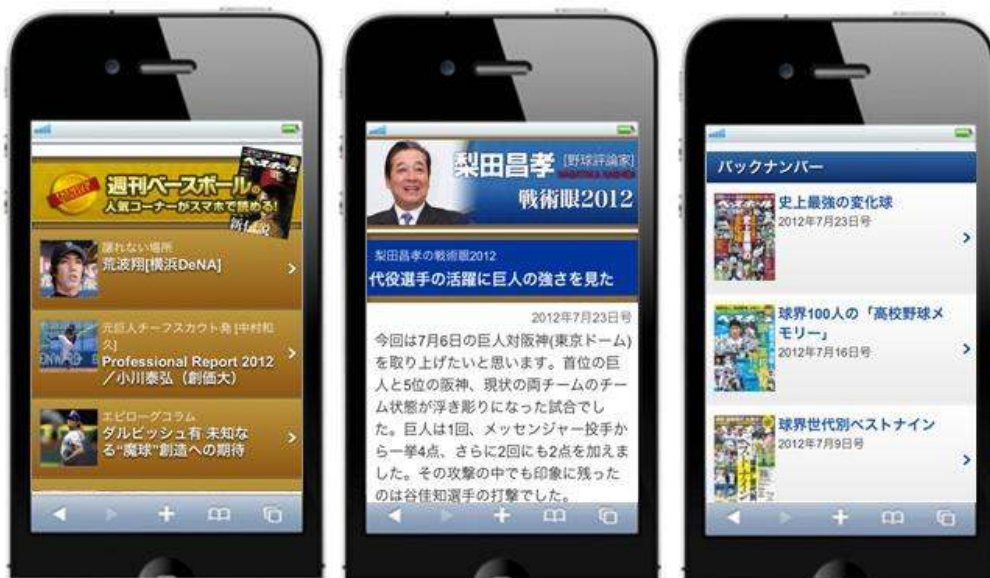 週刊ベースボールの
人気コーナーがスマホで読める!
譲れない場所
荒波翔[横浜DeNA]
元巨人チーフスカウト発 [中村和
久]
Professional Report 2012
／小川泰弘（創価大）
エピローグコラム
ダルビッシュ有 未知な
る“魔球”創造への期待
梨田昌孝 [野球評論家]
MASATAKA NASHIDA
戦術眼2012
梨田昌孝の戦術眼2012
代役選手の活躍に巨人の強さを見た
2012年7月23日号
今回は7月6日の巨人対阪神(東京ドーム)
を取り上げたいと思います。首位の巨
人と5位の阪神、現状の両チームのチー
ム状態が浮き彫りになった試合でし
た。巨人は1回、メッセンジャー投手か
ら一挙4点、さらに2回にも2点を加えま
した。その攻撃の中でも印象に残った
のは谷佳知選手の打撃でした。
バックナンバー
史上最強の変化球
2012年7月23日号
球界100人の「高校野球メ
モリー」
2012年7月16日号
球界世代別ベストナイン
2012年7月9日号